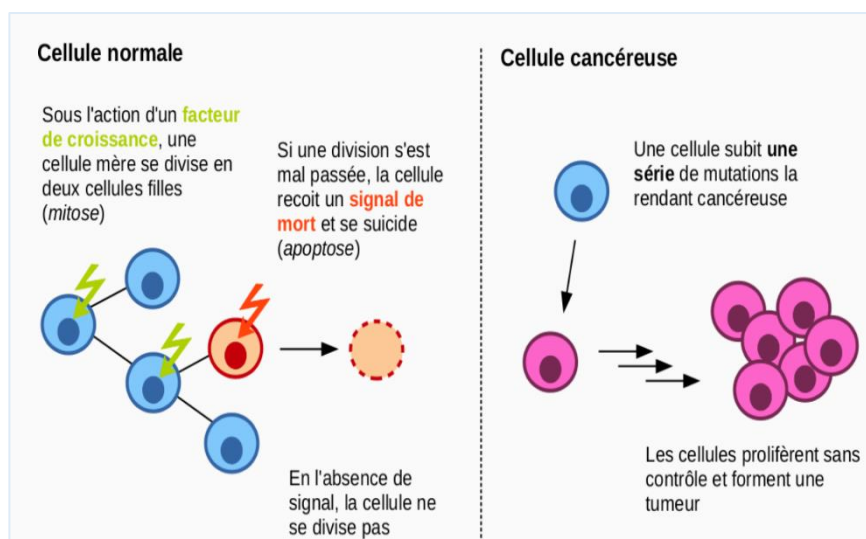 Cellule normale
Sous l'action d'un facteur
de croissance, une
cellule mère se divise en
deux cellules filles
(mitose)
Si une division s'est
mal passée, la cellule
recoit un signal de
mort et se suicide
(apoptose)
En l'absence de
signal, la cellule ne
se divise pas
Cellule cancéreuse
Une cellule subit une
série de mutations la
rendant cancéreuse
Les cellules prolifèrent sans
contrôle et forment une
tumeur